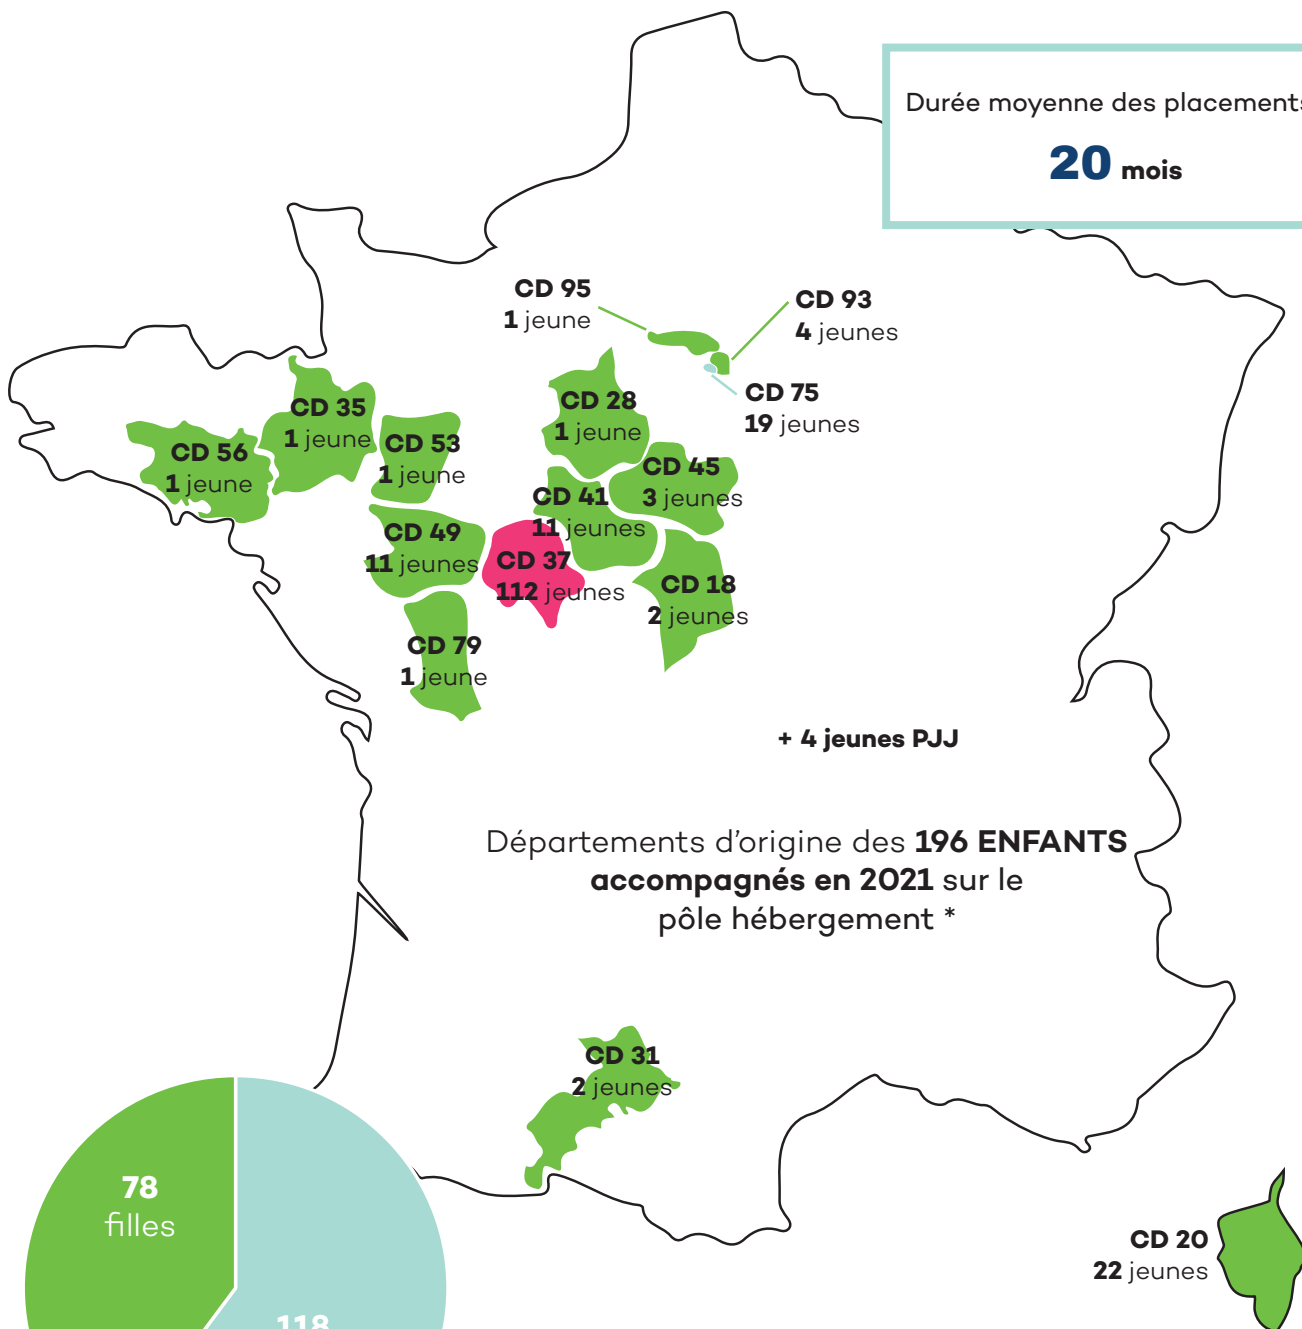 Durée moyenne des placements
20 mois
CD 95
1 jeune
CD 93
4 jeunes
CD 75
19 jeunes
CD 28
1 jeune
CD 35
1 jeune
CD 53
1 jeune
CD 56
1 jeune
CD 45
3 jeunes
CD 41
11 jeunes
CD 49
11 jeunes
CD 37
112 jeunes
CD 18
2 jeunes
CD 79
1 jeune
+ 4 jeunes PJJ
Départements d'origine des 196 ENFANTS
accompagnés en 2021 sur le
pôle hébergement *
CD 31
2 jeunes
78
filles
CD 20
22 jeunes
118